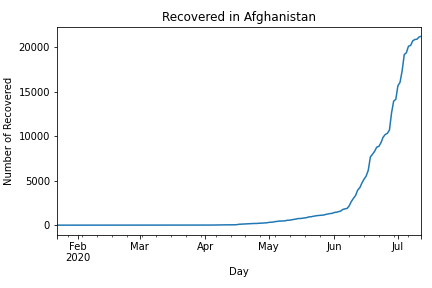 Recovered in Afghanistan
Number of Recovered
20000
15000
10000
5000
0
Feb
2020
Mar
Apr
May
Jun
Jul
Day